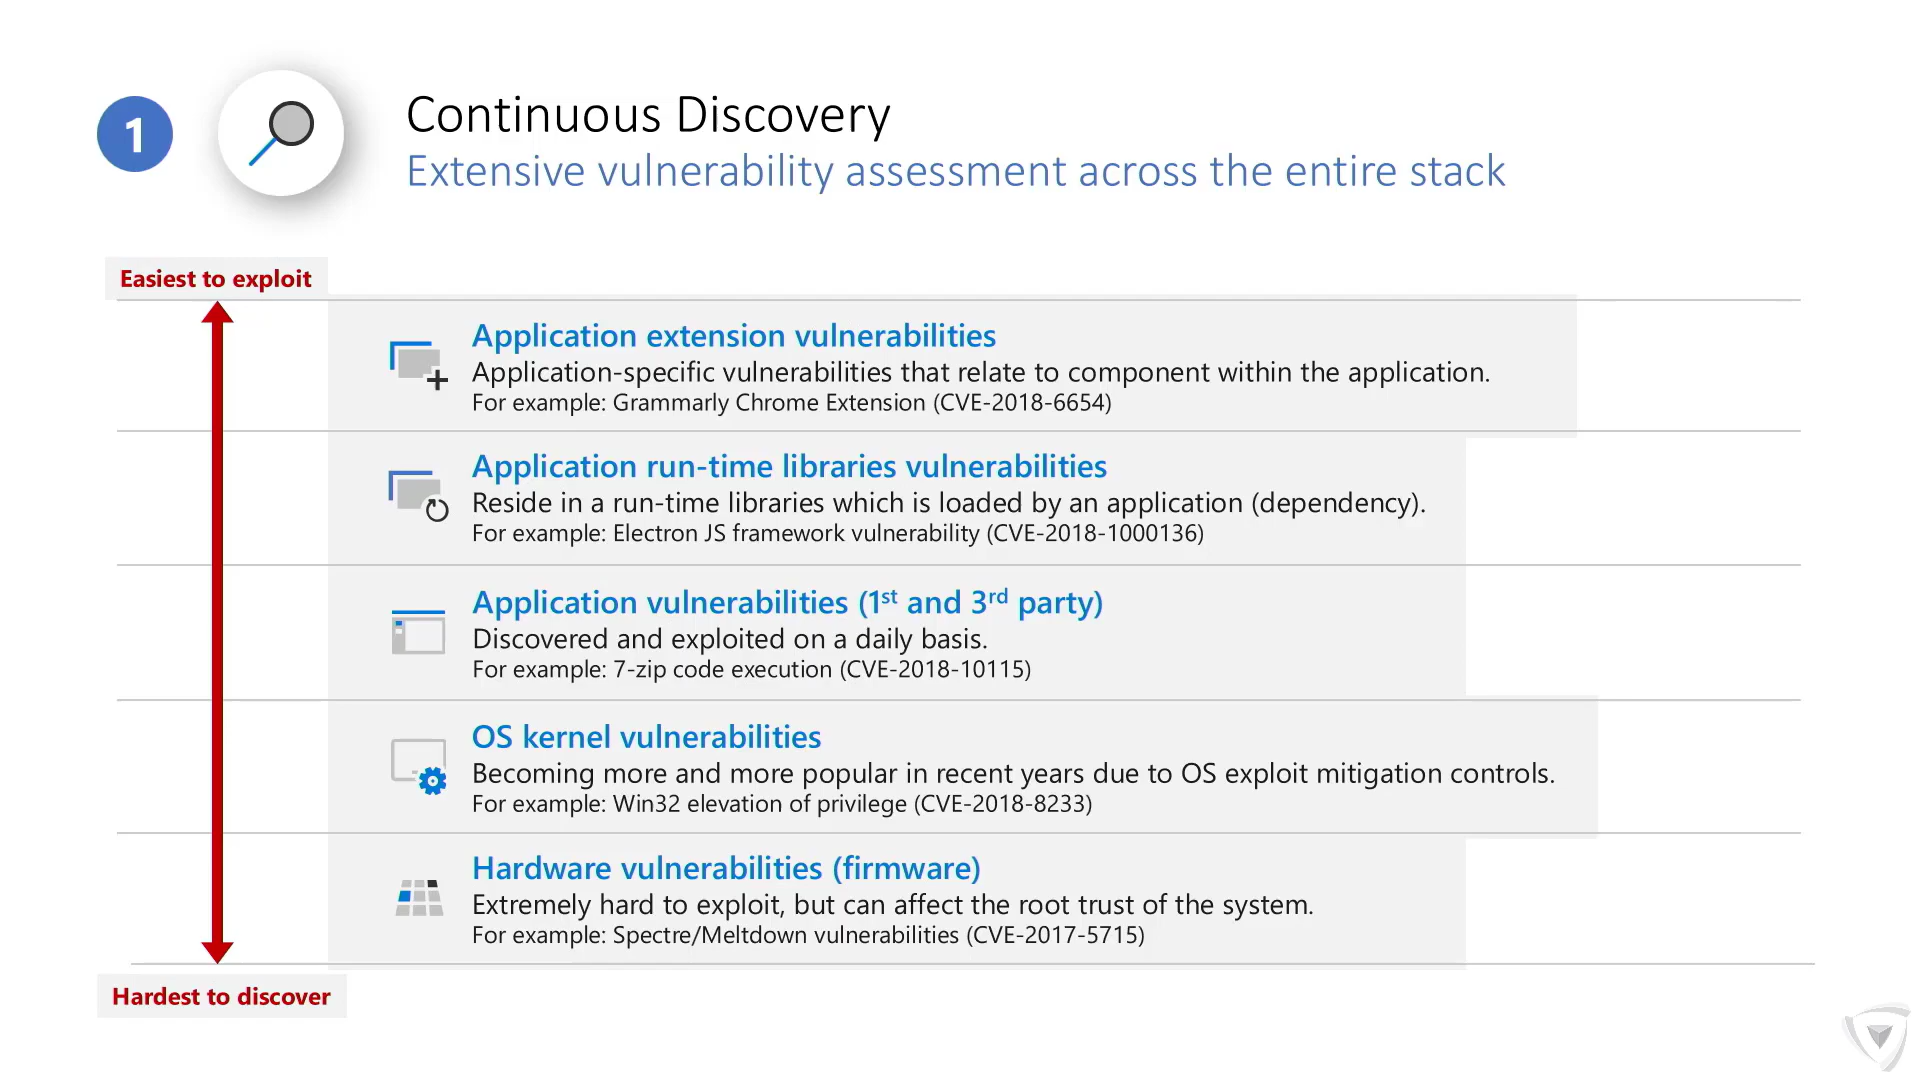 1
Continuous Discovery
Extensive vulnerability assessment across the entire stack
Easiest to exploit
Application extension vulnerabilities
Application-specific vulnerabilities that relate to component within the application.
For example: Grammarly Chrome Extension (CVE-2018-6654)
Application run-time libraries vulnerabilities
Reside in a run-time libraries which is loaded by an application (dependency).
For example: Electron JS framework vulnerability (CVE-2018-1000136)
Application vulnerabilities (1st and 3rd party)
Discovered and exploited on a daily basis.
For example: 7-zip code execution (CVE-2018-10115)
OS kernel vulnerabilities
Becoming more and more popular in recent years due to OS exploit mitigation controls.
For example: Win32 elevation of privilege (CVE-2018-8233)
Hardware vulnerabilities (firmware)
Extremely hard to exploit, but can affect the root trust of the system.
For example: Spectre/Meltdown vulnerabilities (CVE-2017-5715)
Hardest to discover